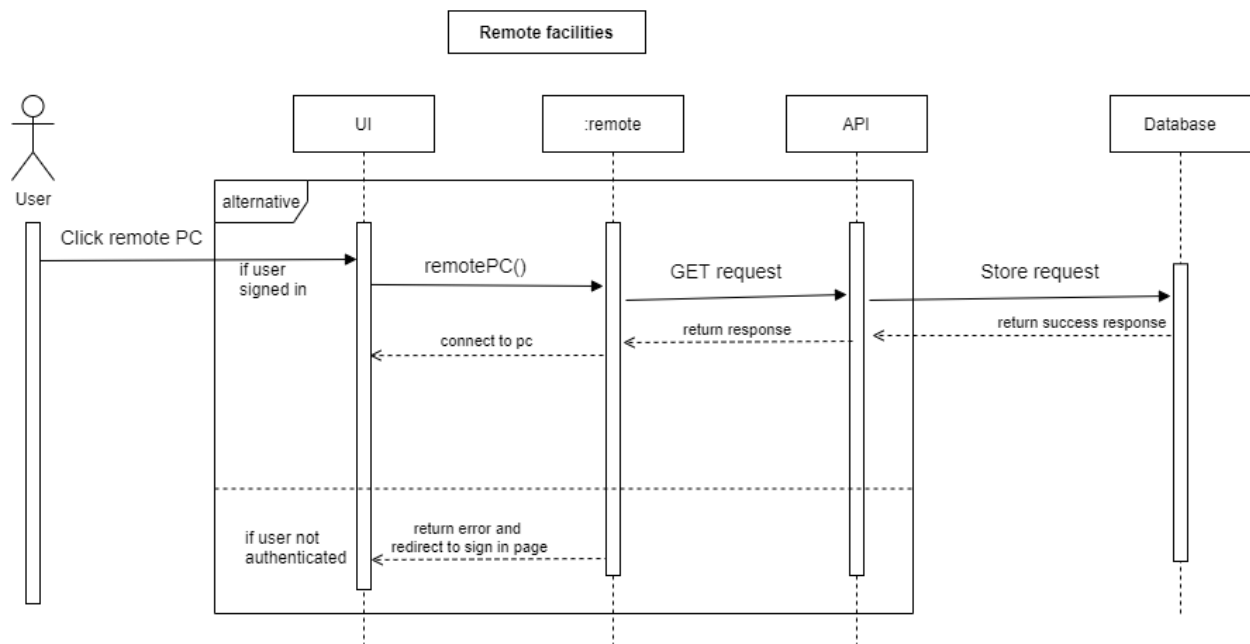 Remote facilities
UI
:remote
API
Database
User
alternative
Click remote PC
if user
signed in
remotePC()
GET request
Store request
return success response
return response
connect to pc
if user not
authenticated
return error and
redirect to sign in page